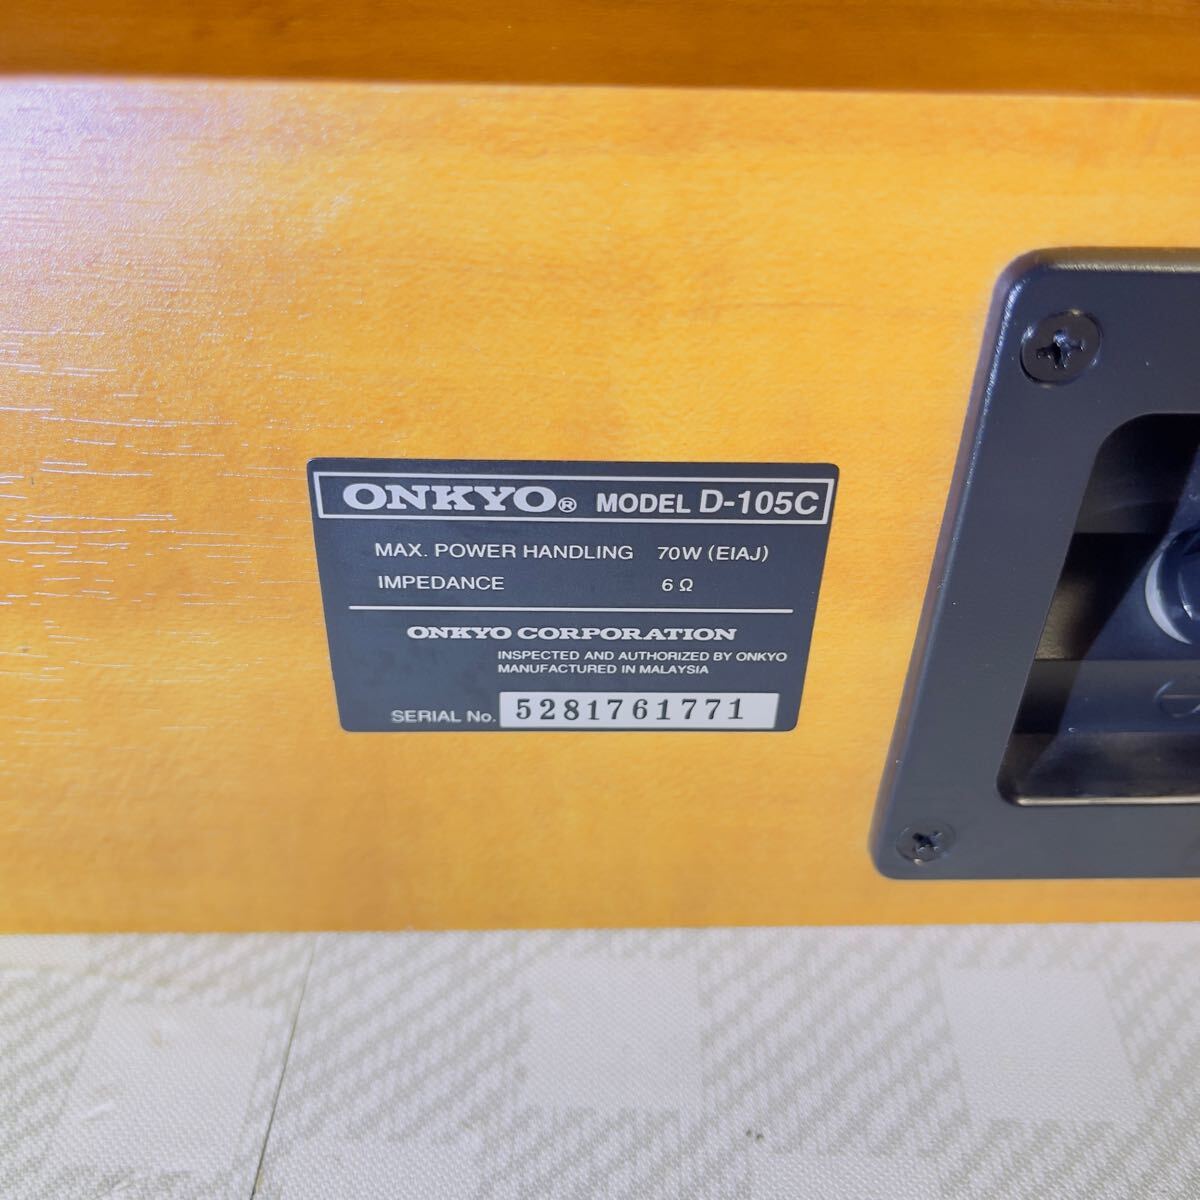 ONKYO® MODEL D-105C
MAX. POWER HANDLING 70W (EIAJ)
IMPEDANCE 6 Ω
ONKYO CORPORATION
INSPECTED AND AUTHORIZED BY ONKYO
MANUFACTURED IN MALAYSIA
SERIAL No. 5281761771